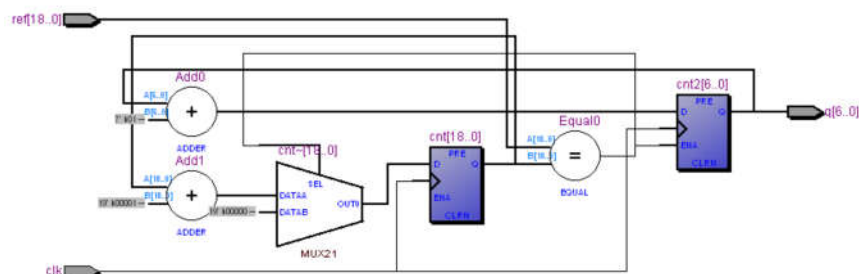 ref[18..0]
Add0
A[6..0]
B[6..0]
+
ADDER
cnt2[6..0]
PRE
D
Q
ENA
CLRN
q[6..0]
Equal0
A[18..0]
B[18..0]
=
EQUAL
cnt[18..0]
PRE
D
Q
ENA
CLRN
cnt~[18..0]
SEL
DATAA
DATAB
OUT0
MUX21
Add1
A[18..0]
B[18..0]
+
ADDER
clk